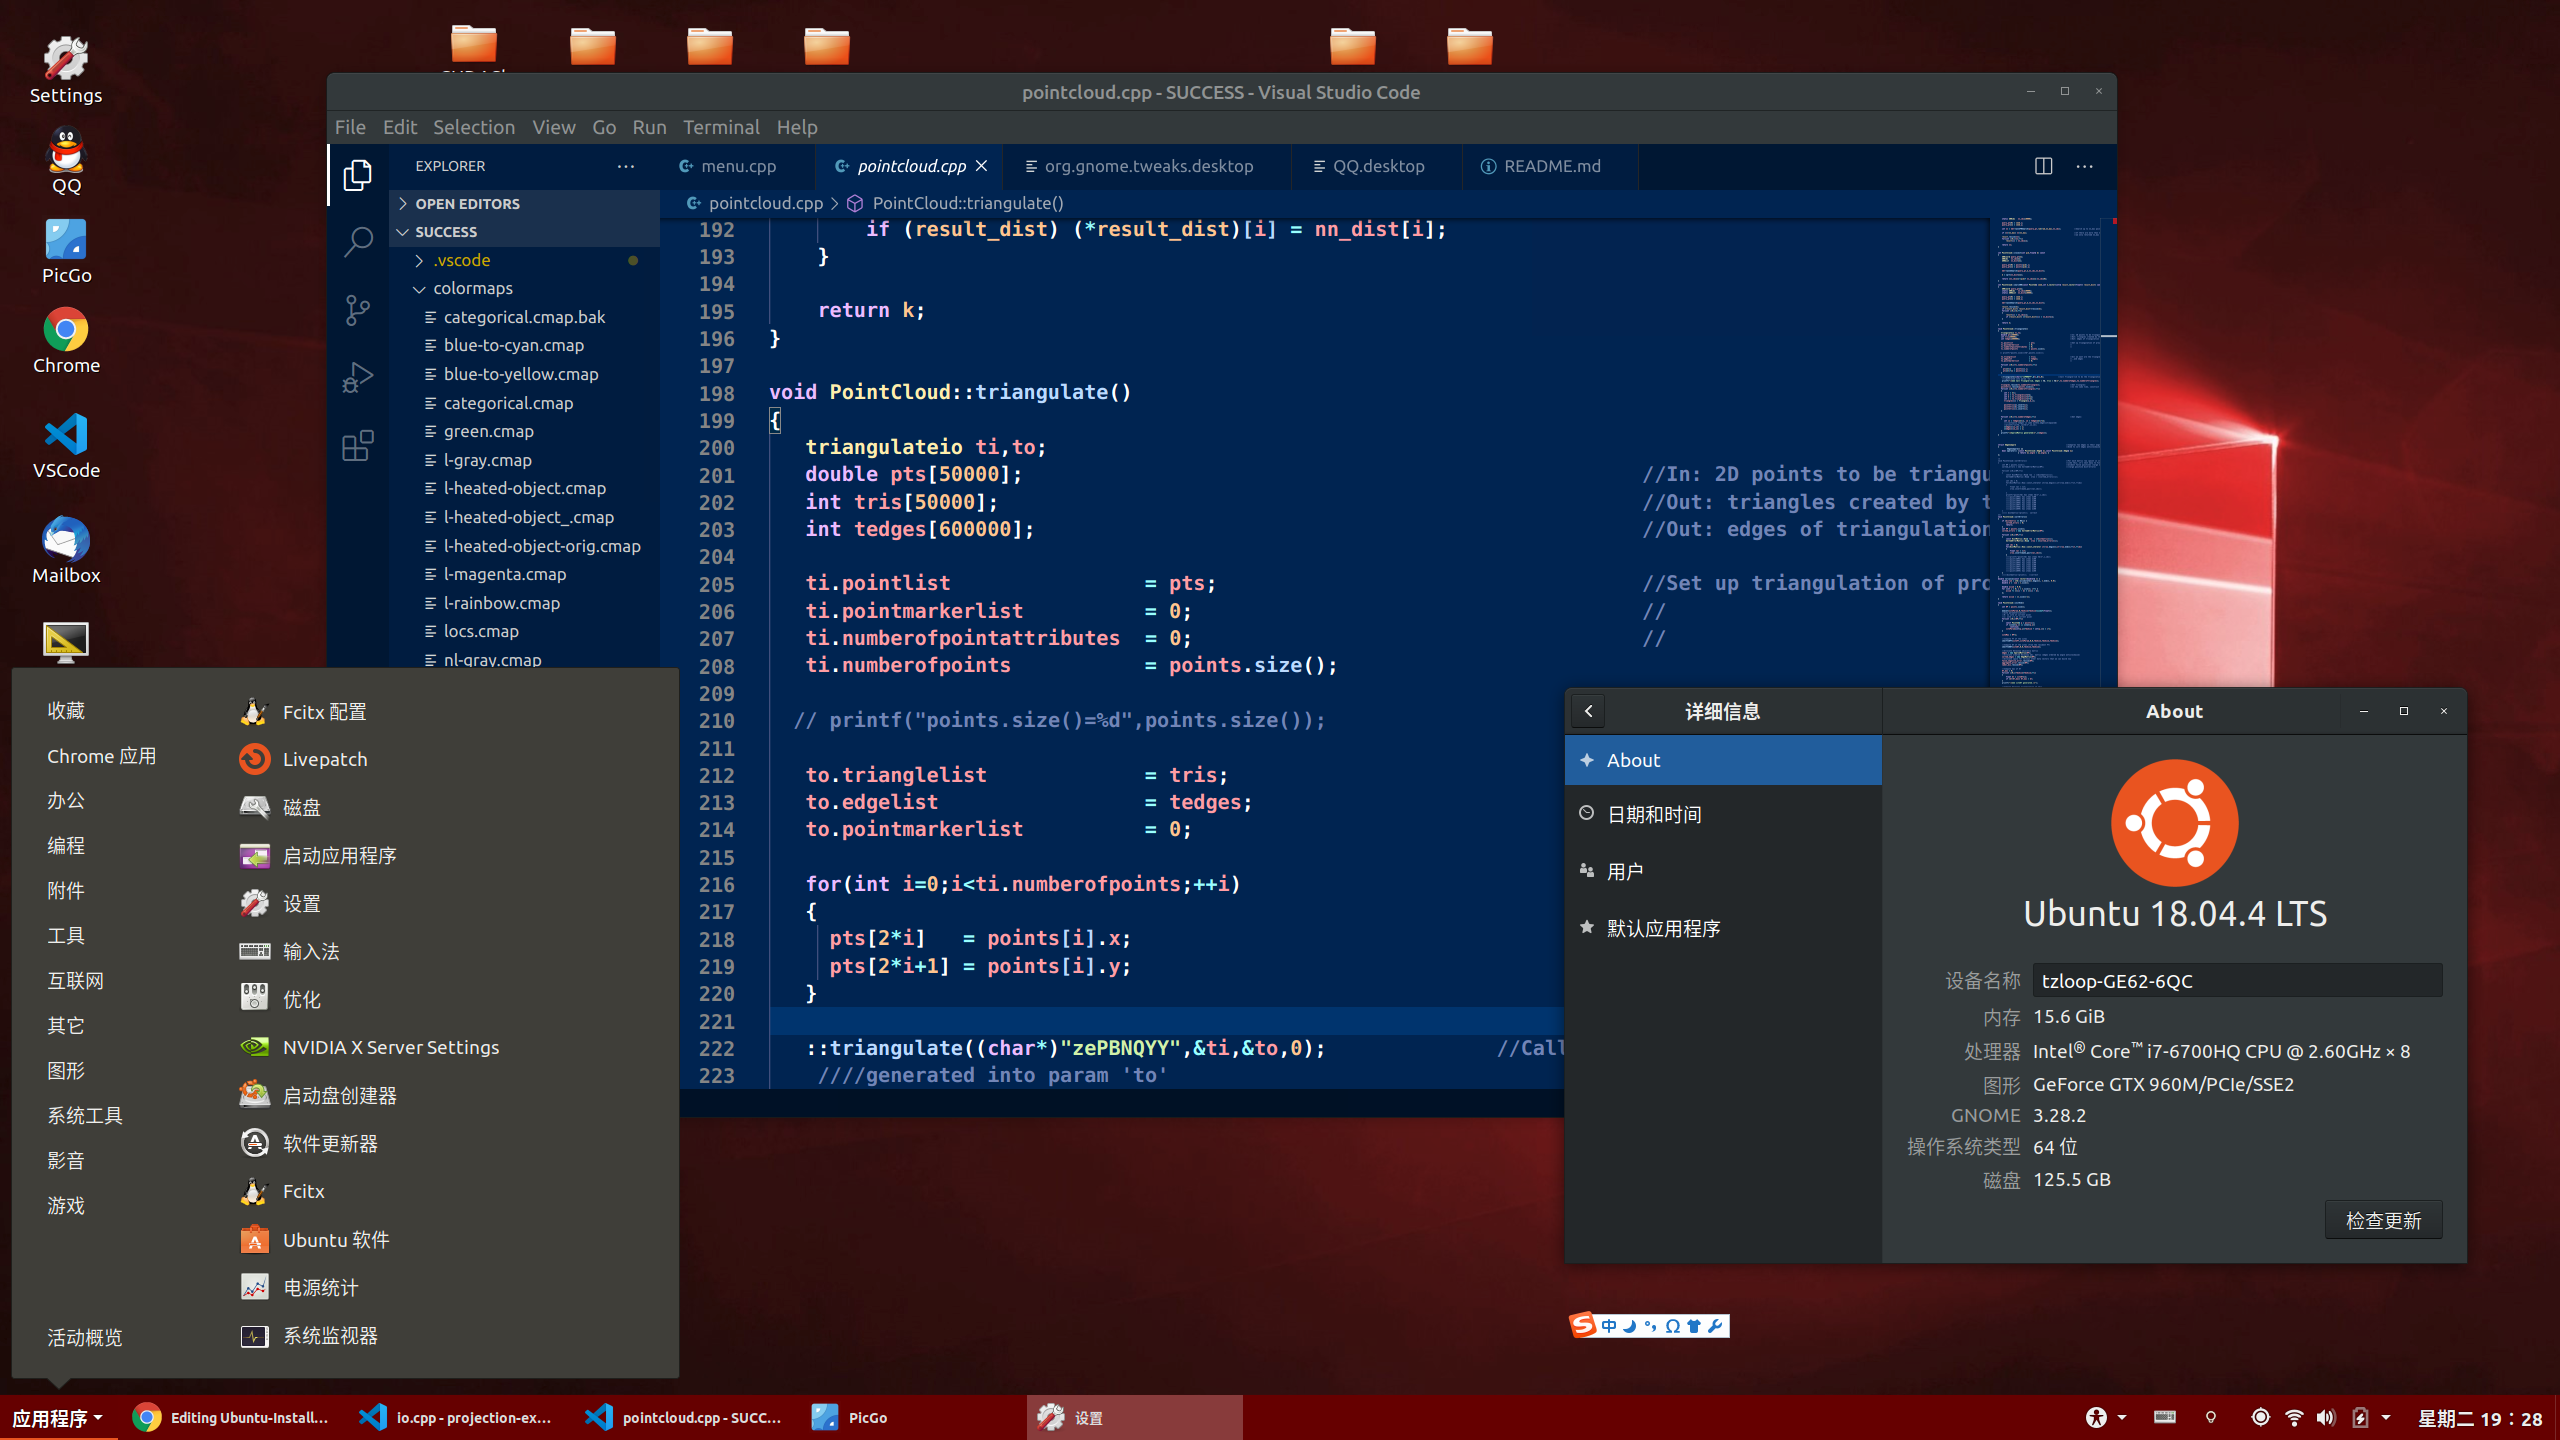 Settings
QQ
PicGo
Chrome
VSCode
Mailbox
pointcloud.cpp - SUCCESS - Visual Studio Code
File Edit Selection View Go Run Terminal Help
EXPLORER
menu.cpp
pointcloud.cpp
org.gnome.tweaks.desktop
QQ.desktop
README.md
OPEN EDITORS
SUCCESS
.vscode
colormaps
categorical.cmap.bak
blue-to-cyan.cmap
blue-to-yellow.cmap
categorical.cmap
green.cmap
l-gray.cmap
l-heated-object.cmap
l-heated-object_.cmap
l-heated-object-orig.cmap
l-magenta.cmap
l-rainbow.cmap
locs.cmap
nl-gray.cmap
pointcloud.cpp > PointCloud::triangulate()
192 if (result_dist) (*result_dist)[i] = nn_dist[i];
193 }
194
195 return k;
196 }
197
198 void PointCloud::triangulate()
199 {
200 triangulateio ti,to;
201 double pts[50000]; //In: 2D points to be triangu
202 int tris[50000]; //Out: triangles created by t
203 int tedges[600000]; //Out: edges of triangulation
204
205 ti.pointlist = pts; //Set up triangulation of pro
206 ti.pointmarkerlist = 0; //
207 ti.numberofpointattributes = 0; //
208 ti.numberofpoints = points.size();
209
210 // printf("points.size()=%d",points.size());
211
212 to.trianglelist = tris;
213 to.edgelist = tedges;
214 to.pointmarkerlist = 0;
215
216 for(int i=0;i<ti.numberofpoints;++i)
217 {
218 pts[2*i] = points[i].x;
219 pts[2*i+1] = points[i].y;
220 }
221
222 ::triangulate((char*)"zePBNQYY",&ti,&to,0); //Call
223 ////generated into param 'to'
收藏
Chrome 应用
办公
编程
附件
工具
互联网
其它
图形
系统工具
影音
游戏
活动概览
Fcitx 配置
Livepatch
磁盘
启动应用程序
设置
输入法
优化
NVIDIA X Server Settings
启动盘创建器
软件更新器
Fcitx
Ubuntu 软件
电源统计
系统监视器
详细信息
About
About
日期和时间
用户
默认应用程序
Ubuntu 18.04.4 LTS
设备名称 tzloop-GE62-6QC
内存 15.6 GiB
处理器 Intel® Core™ i7-6700HQ CPU @ 2.60GHz × 8
图形 GeForce GTX 960M/PCIe/SSE2
GNOME 3.28.2
操作系统类型 64 位
磁盘 125.5 GB
检查更新
中
应用程序
Editing Ubuntu-Install...
io.cpp - projection-ex...
pointcloud.cpp - SUCC...
PicGo
设置
星期二 19：28